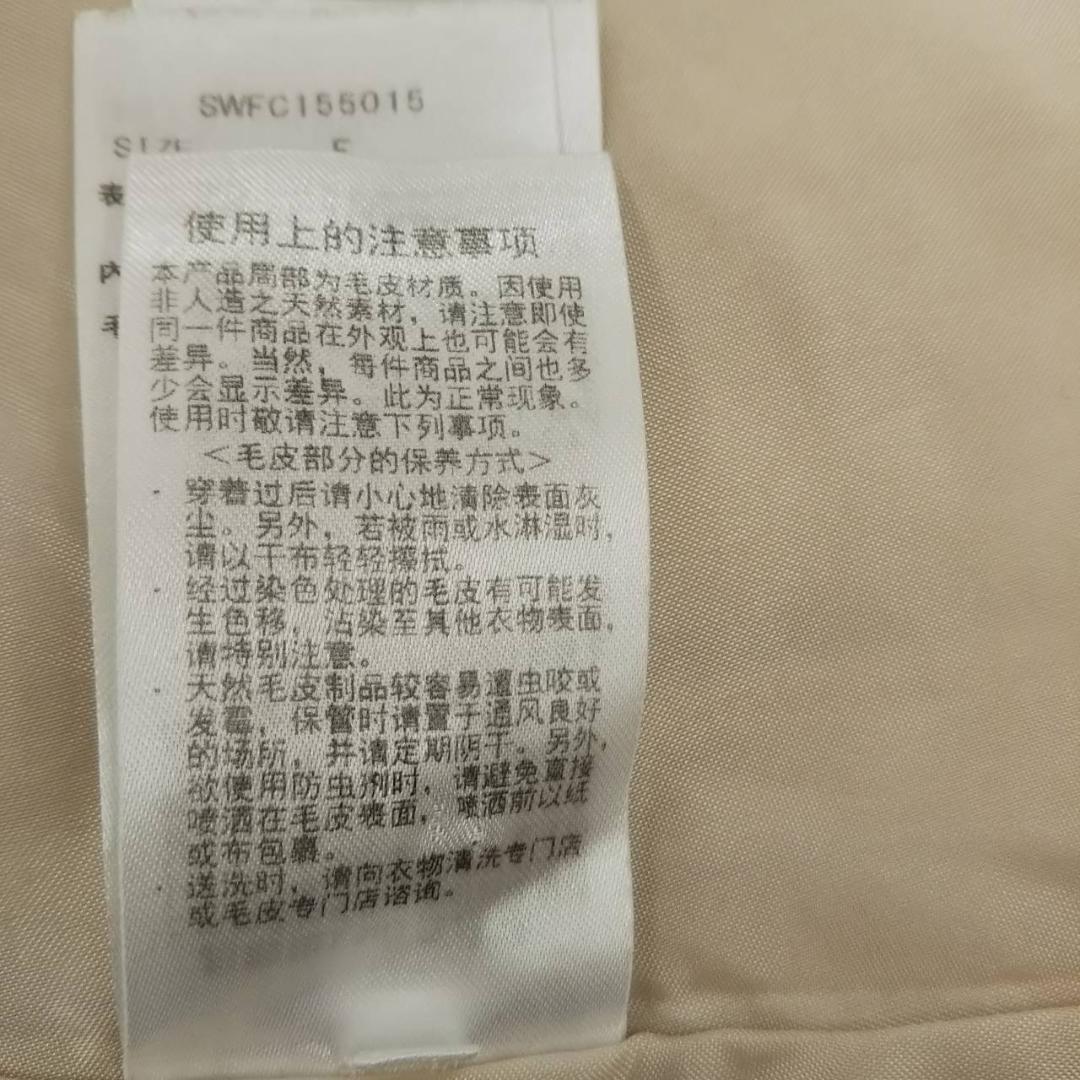 SWFC155015
SIZE F
表
内
毛
使用上的注意事项
本产品局部为毛皮材质。因使用
非人造之天然素材，请注意即使
同一件商品在外观上也可能会有
差异。当然，每件商品之间也多
少会显示差异。此为正常现象。
使用时敬请注意下列事项。
＜毛皮部分的保养方式＞
·穿着过后请小心地清除表面灰
尘。另外，若被雨或水淋湿时，
请以干布轻轻擦拭。
·经过染色处理的毛皮有可能发
生色移，沾染至其他衣物表面，
请特别注意。
·天然毛皮制品较容易遭虫咬或
发霉，保管时请置于通风良好
的场所，并请定期阴干。另外，
欲使用防虫剂时，请避免直接
喷洒在毛皮表面，喷洒前以纸
或布包裹。
·送洗时，请向衣物清洗专门店
或毛皮专门店咨询。